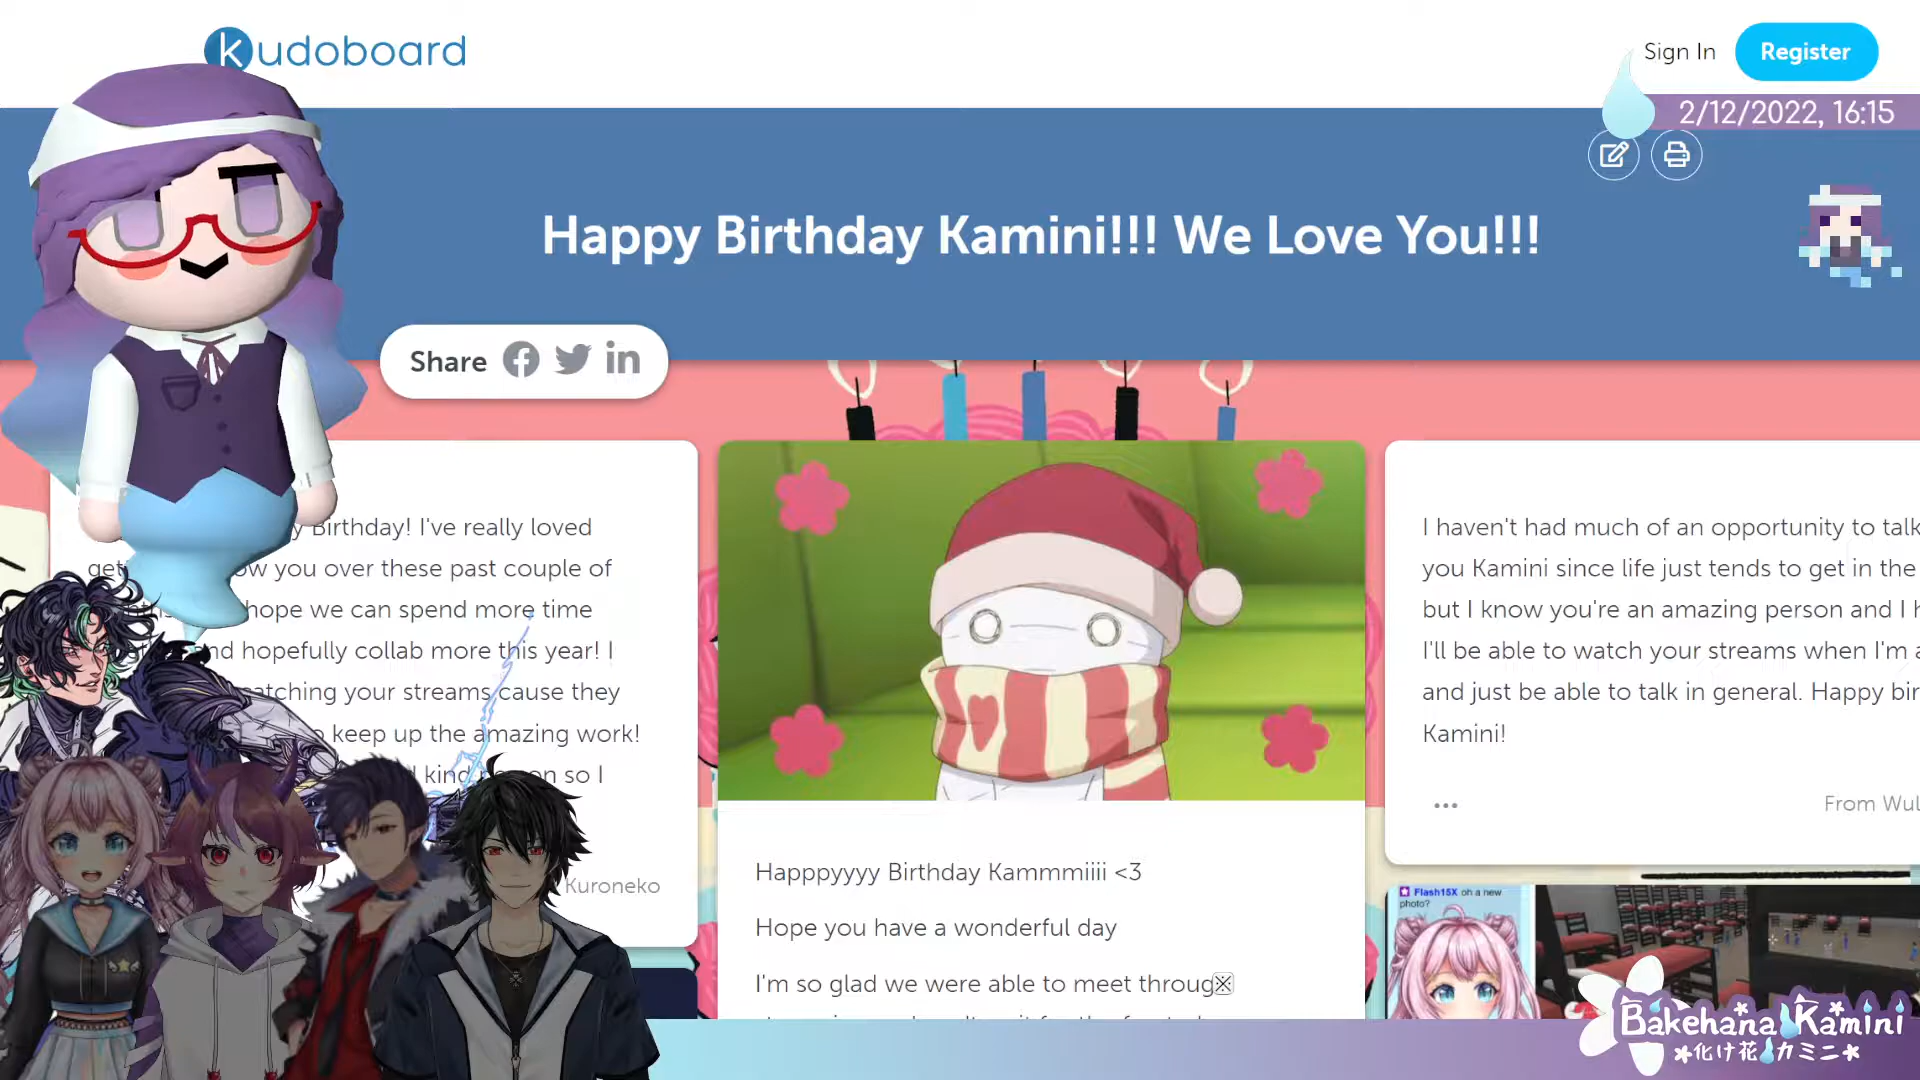 kudoboard
Sign In
Register
2/12/2022, 16:15
Happy Birthday Kamini!!! We Love You!!!
Share
Birthday! I've really loved
you over these past couple of
hope we can spend more time
hopefully collab more this year! I
watching your streams cause they
keep up the amazing work!
kind so I
Kuroneko
Happpyyyy Birthday Kammmiiii <3
Hope you have a wonderful day
I'm so glad we were able to meet throug
I haven't had much of an opportunity to talk
you Kamini since life just tends to get in the
but I know you're an amazing person and I
I'll be able to watch your streams when I'm
and just be able to talk in general. Happy
Kamini!
From
Flash15X oh a new
photo?
Bakehana Kamini
化け花カミニ